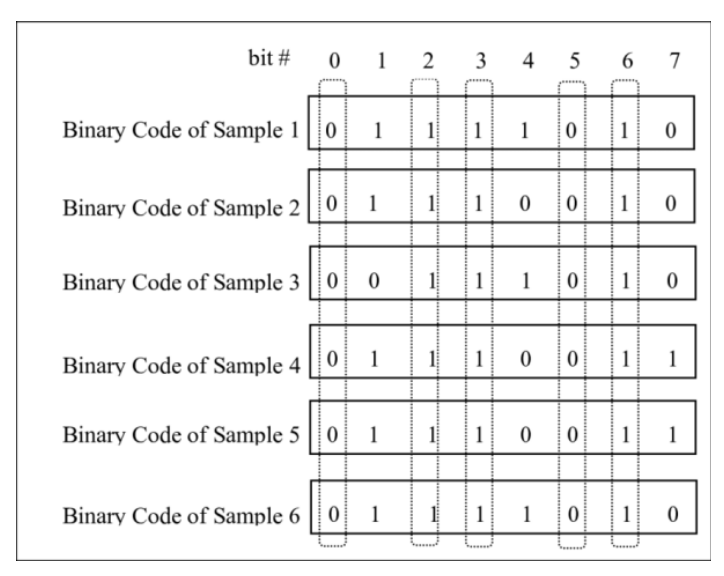 bit # 0 1 2 3 4 5 6 7
Binary Code of Sample 1 0 1 1 1 1 0 1 0
Binary Code of Sample 2 0 1 1 1 0 0 1 0
Binary Code of Sample 3 0 0 1 1 1 0 1 0
Binary Code of Sample 4 0 1 1 1 0 0 1 1
Binary Code of Sample 5 0 1 1 1 0 0 1 1
Binary Code of Sample 6 0 1 1 1 1 0 1 0